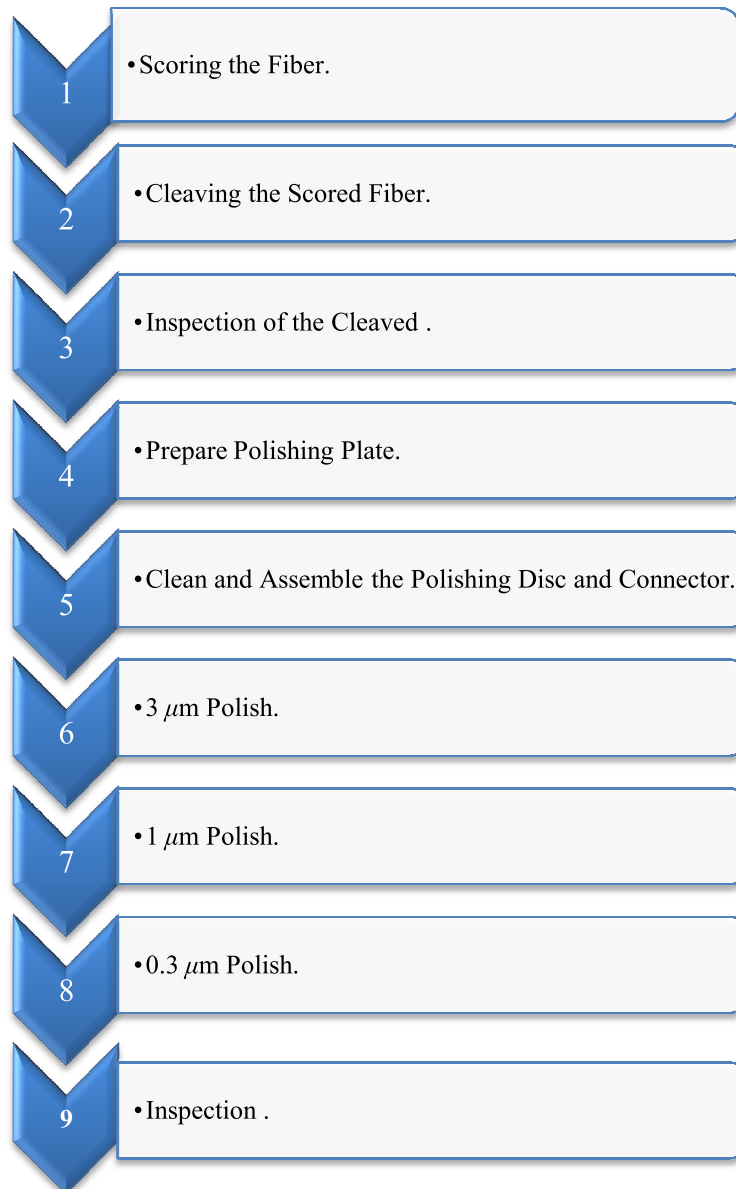 1
•Scoring the Fiber.
2
•Cleaving the Scored Fiber.
3
•Inspection of the Cleaved .
4
•Prepare Polishing Plate.
5
•Clean and Assemble the Polishing Disc and Connector.
6
•3 μm Polish.
7
•1 μm Polish.
8
•0.3 μm Polish.
9
•Inspection .